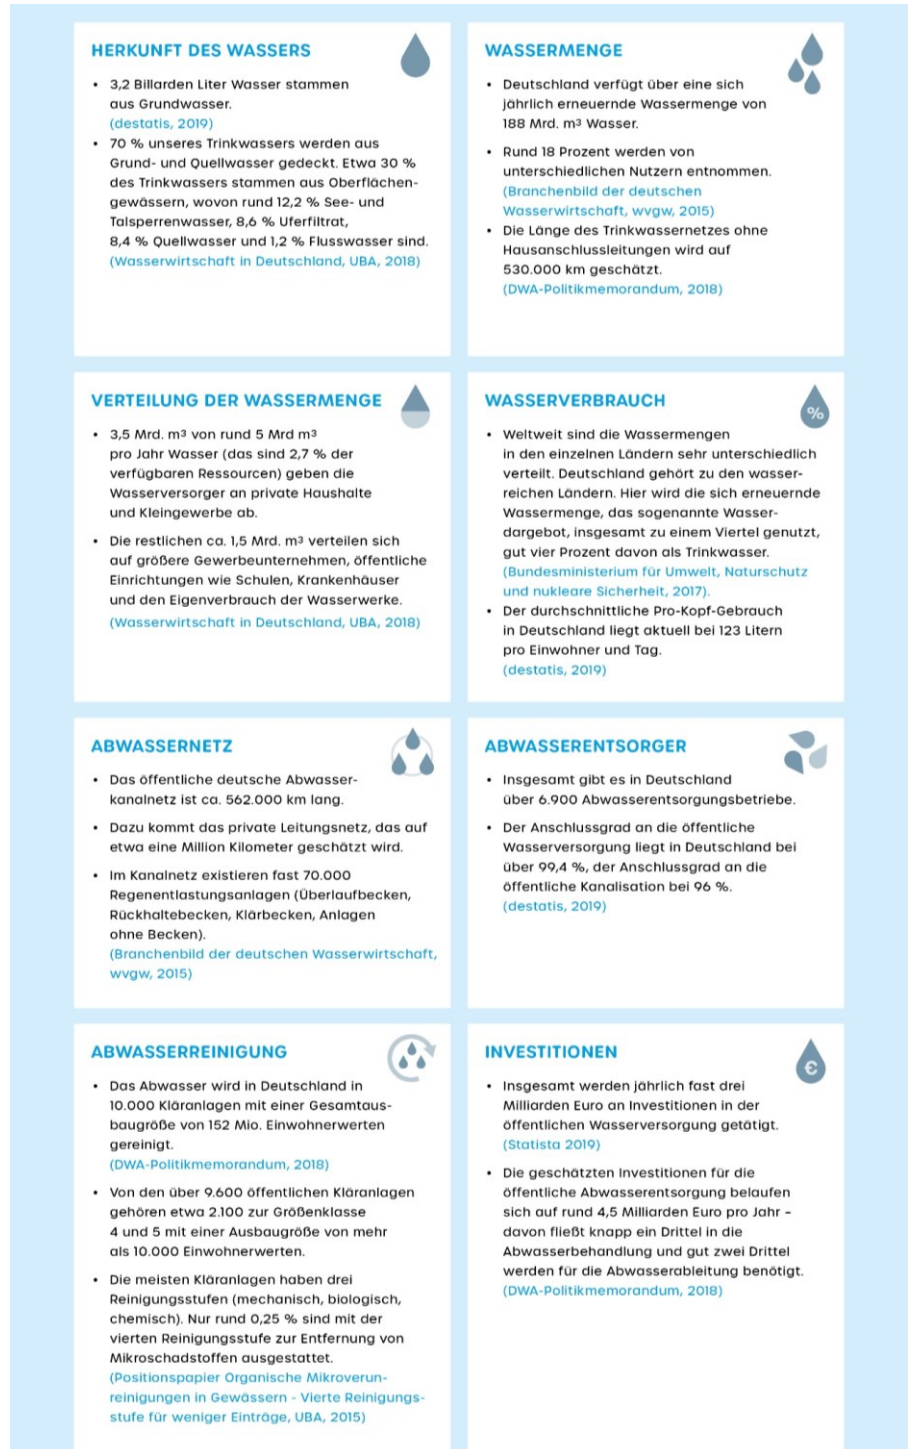 HERKUNFT DES WASSERS
• 3,2 Billarden Liter Wasser stammen
aus Grundwasser.
(destatis, 2019)
• 70 % unseres Trinkwassers werden aus
Grund- und Quellwasser gedeckt. Etwa 30 %
des Trinkwassers stammen aus Oberflächen-
gewässern, wovon rund 12,2 % See- und
Talsperrenwasser, 8,6 % Uferfiltrat,
8,4 % Quellwasser und 1,2 % Flusswasser sind.
(Wasserwirtschaft in Deutschland, UBA, 2018)
WASSERMENGE
• Deutschland verfügt über eine sich
jährlich erneuernde Wassermenge von
188 Mrd. m³ Wasser.
• Rund 18 Prozent werden von
unterschiedlichen Nutzern entnommen.
(Branchenbild der deutschen
Wasserwirtschaft, wvgw, 2015)
• Die Länge des Trinkwassernetzes ohne
Hausanschlussleitungen wird auf
530.000 km geschätzt.
(DWA-Politikmemorandum, 2018)
VERTEILUNG DER WASSERMENGE
• 3,5 Mrd. m³ von rund 5 Mrd m³
pro Jahr Wasser (das sind 2,7 % der
verfügbaren Ressourcen) geben die
Wasserversorger an private Haushalte
und Kleingewerbe ab.
• Die restlichen ca. 1,5 Mrd. m³ verteilen sich
auf größere Gewerbeunternehmen, öffentliche
Einrichtungen wie Schulen, Krankenhäuser
und den Eigenverbrauch der Wasserwerke.
(Wasserwirtschaft in Deutschland, UBA, 2018)
WASSERVERBRAUCH
%
• Weltweit sind die Wassermengen
in den einzelnen Ländern sehr unterschiedlich
verteilt. Deutschland gehört zu den wasser-
reichen Ländern. Hier wird die sich erneuernde
Wassermenge, das sogenannte Wasser-
dargebot, insgesamt zu einem Viertel genutzt,
gut vier Prozent davon als Trinkwasser.
(Bundesministerium für Umwelt, Naturschutz
und nukleare Sicherheit, 2017).
• Der durchschnittliche Pro-Kopf-Gebrauch
in Deutschland liegt aktuell bei 123 Litern
pro Einwohner und Tag.
(destatis, 2019)
ABWASSERNETZ
• Das öffentliche deutsche Abwasser-
kanalnetz ist ca. 562.000 km lang.
• Dazu kommt das private Leitungsnetz, das auf
etwa eine Million Kilometer geschätzt wird.
• Im Kanalnetz existieren fast 70.000
Regenentlastungsanlagen (Überlaufbecken,
Rückhaltebecken, Klärbecken, Anlagen
ohne Becken).
(Branchenbild der deutschen Wasserwirtschaft,
wvgw, 2015)
ABWASSERENTSORGER
• Insgesamt gibt es in Deutschland
über 6.900 Abwasserentsorgungsbetriebe.
• Der Anschlussgrad an die öffentliche
Wasserversorgung liegt in Deutschland bei
über 99,4 %, der Anschlussgrad an die
öffentliche Kanalisation bei 96 %.
(destatis, 2019)
ABWASSERREINIGUNG
• Das Abwasser wird in Deutschland in
10.000 Kläranlagen mit einer Gesamtaus-
baugröße von 152 Mio. Einwohnerwerten
gereinigt.
(DWA-Politikmemorandum, 2018)
• Von den über 9.600 öffentlichen Kläranlagen
gehören etwa 2.100 zur Größenklasse
4 und 5 mit einer Ausbaugröße von mehr
als 10.000 Einwohnerwerten.
• Die meisten Kläranlagen haben drei
Reinigungsstufen (mechanisch, biologisch,
chemisch). Nur rund 0,25 % sind mit der
vierten Reinigungsstufe zur Entfernung von
Mikroschadstoffen ausgestattet.
(Positionspapier Organische Mikroverun-
reinigungen in Gewässern - Vierte Reinigungs-
stufe für weniger Einträge, UBA, 2015)
INVESTITIONEN
€
• Insgesamt werden jährlich fast drei
Milliarden Euro an Investitionen in der
öffentlichen Wasserversorgung getätigt.
(Statista 2019)
• Die geschätzten Investitionen für die
öffentliche Abwasserentsorgung belaufen
sich auf rund 4,5 Milliarden Euro pro Jahr –
davon fließt knapp ein Drittel in die
Abwasserbehandlung und gut zwei Drittel
werden für die Abwasserableitung benötigt.
(DWA-Politikmemorandum, 2018)